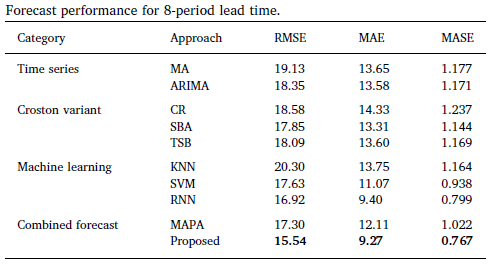 Forecast performance for 8-period lead time.
Category Approach RMSE MAE MASE
Time series MA 19.13 13.65 1.177
ARIMA 18.35 13.58 1.171
Croston variant CR 18.58 14.33 1.237
SBA 17.85 13.31 1.144
TSB 18.09 13.60 1.169
Machine learning KNN 20.30 13.75 1.164
SVM 17.63 11.07 0.938
RNN 16.92 9.40 0.799
Combined forecast MAPA 17.30 12.11 1.022
Proposed 15.54 9.27 0.767